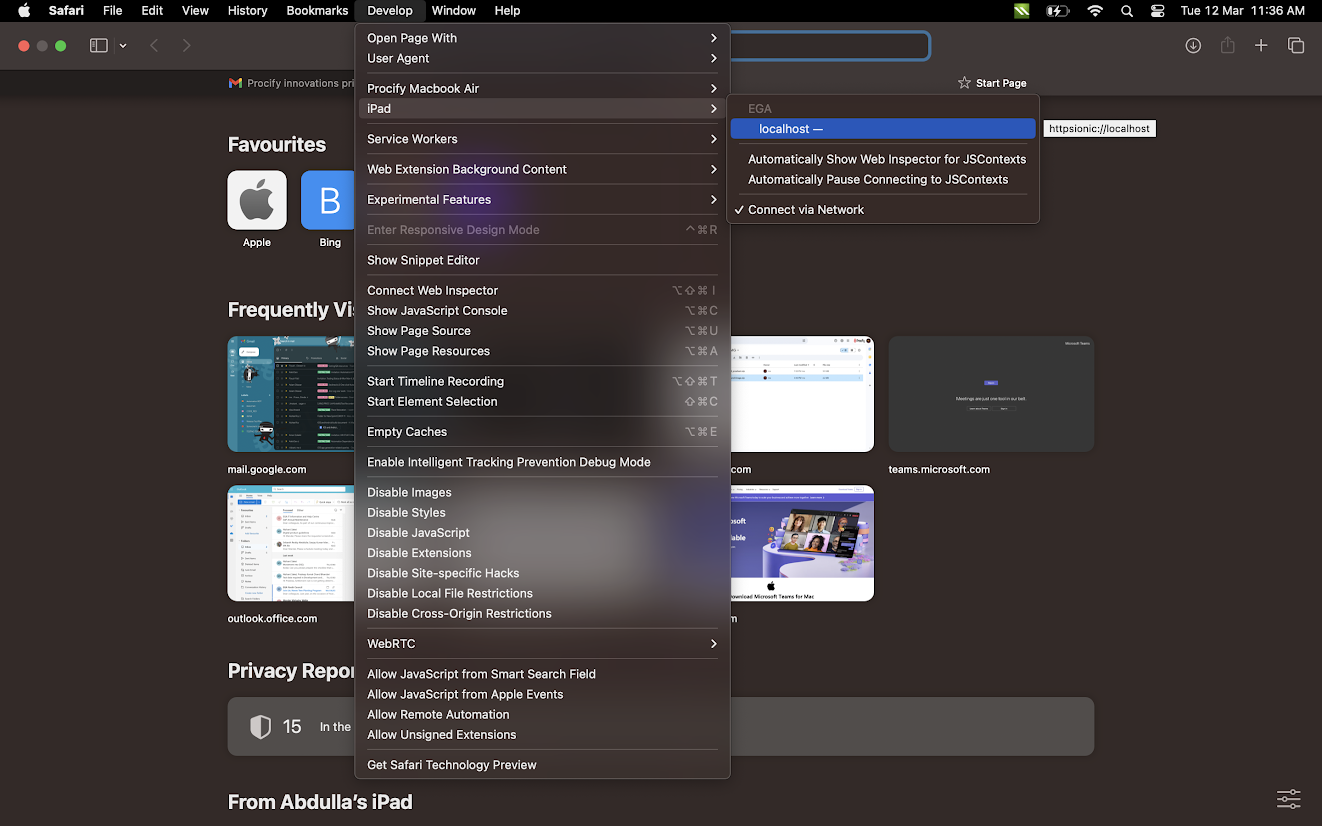 Safari File Edit View History Bookmarks Develop Window Help Tue 12 Mar 11:36 AM
Procify innovations pri
Start Page
Open Page With
User Agent
Procify Macbook Air
iPad
Service Workers
Web Extension Background Content
Experimental Features
Enter Responsive Design Mode ^⌘R
Show Snippet Editor
Connect Web Inspector ⌥⇧⌘I
Show JavaScript Console ⌥⌘C
Show Page Source ⌥⌘U
Show Page Resources ⌥⌘A
Start Timeline Recording ⌥⇧⌘T
Start Element Selection ⇧⌘C
Empty Caches ⌥⌘E
Enable Intelligent Tracking Prevention Debug Mode
Disable Images
Disable Styles
Disable JavaScript
Disable Extensions
Disable Site-specific Hacks
Disable Local File Restrictions
Disable Cross-Origin Restrictions
WebRTC
Allow JavaScript from Smart Search Field
Allow JavaScript from Apple Events
Allow Remote Automation
Allow Unsigned Extensions
Get Safari Technology Preview
EGA
localhost —
Automatically Show Web Inspector for JSContexts
Automatically Pause Connecting to JSContexts
✓ Connect via Network
httpsionic://localhost
Favourites
B
Apple
Bing
Frequently Vi
Microsoft Teams
Meetings are just one tool in our belt.
mail.google.com
com
teams.microsoft.com
Download Microsoft Teams for Mac
outlook.office.com
m
Privacy Repo
15 In the
From Abdulla's iPad